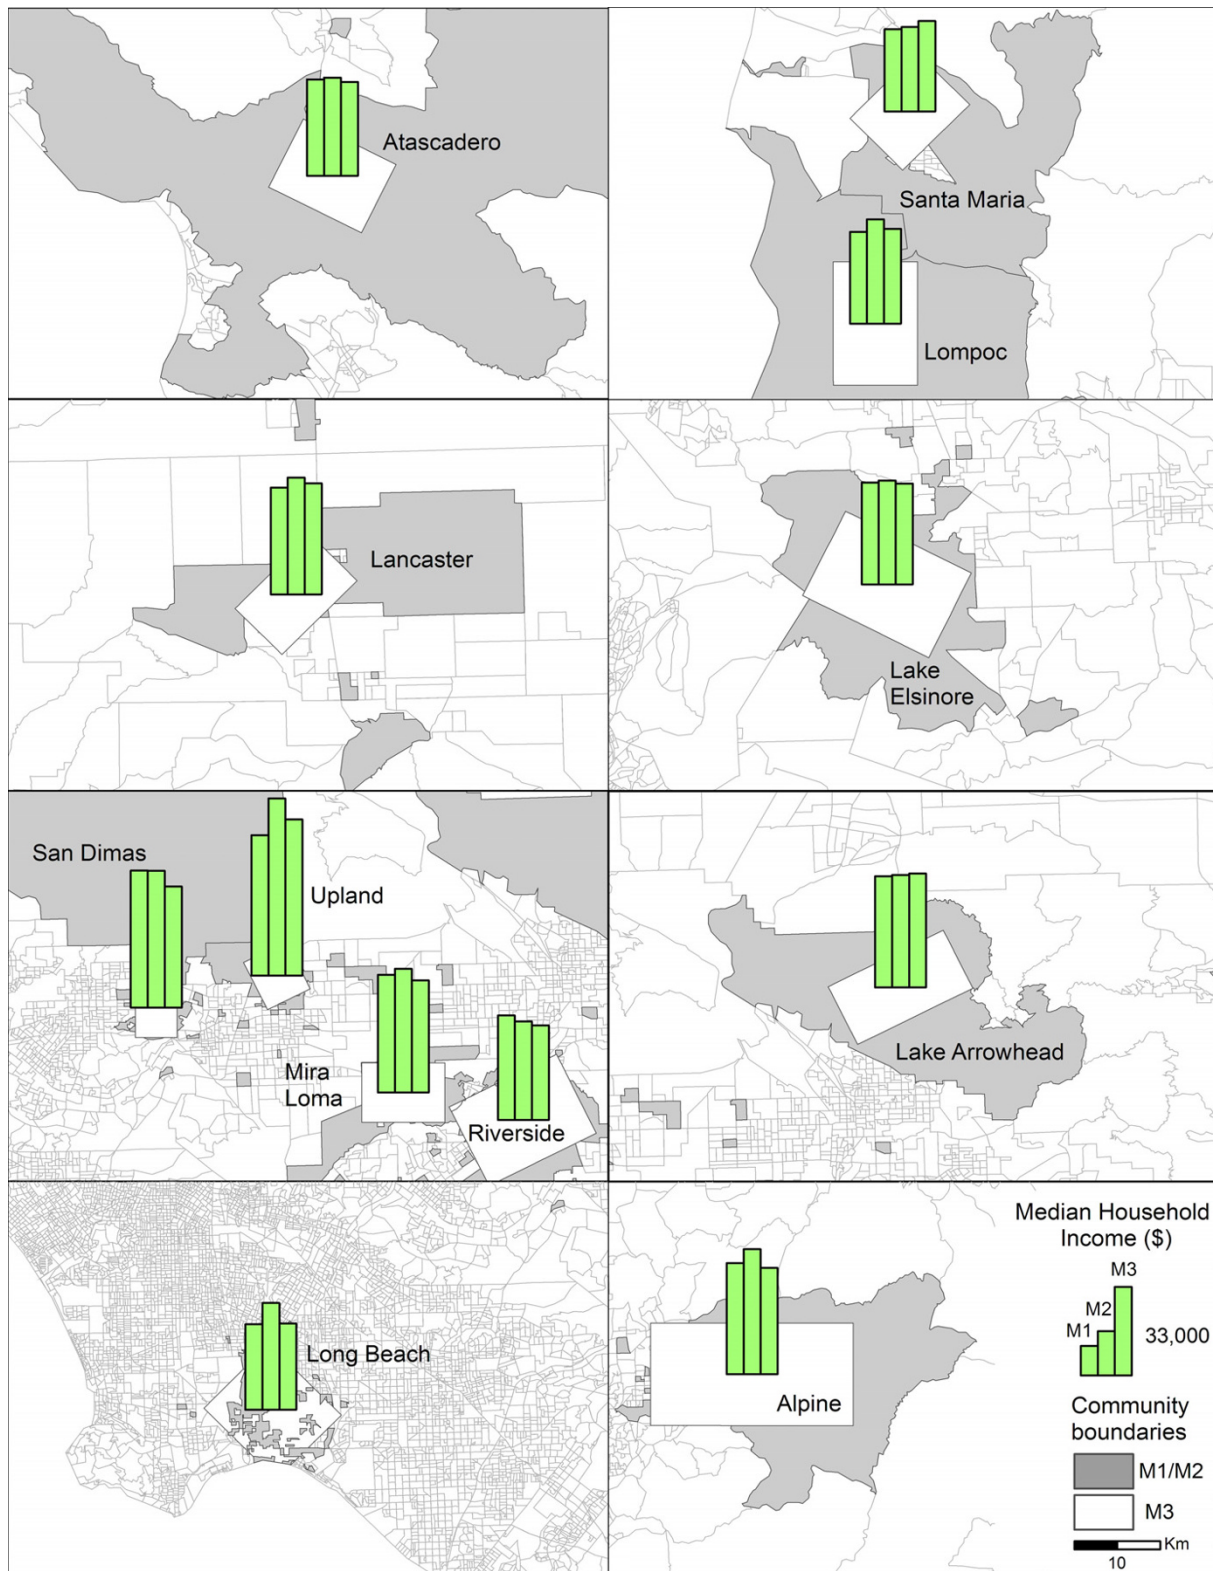 Atascadero
Santa Maria
Lompoc
Lancaster
Lake
Elsinore
San Dimas
Upland
Mira
Loma
Riverside
Lake Arrowhead
Long Beach
Alpine
Median Household
Income ($)
M3
M2
M1
33,000
Community
boundaries
M1/M2
M3
Km
10